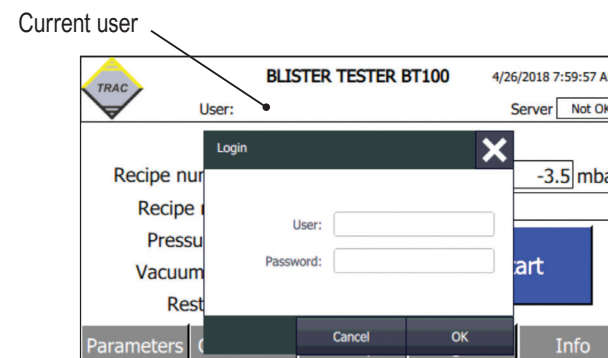 Current user
TRAC
BLISTER TESTER BT100 4/26/2018 7:59:57 A
User: Server Not OK
Login
Recipe nur -3.5 mba
Recipe
User:
Pressu
Password: art
Vacuum
Rest
Cancel OK
Parameters Info